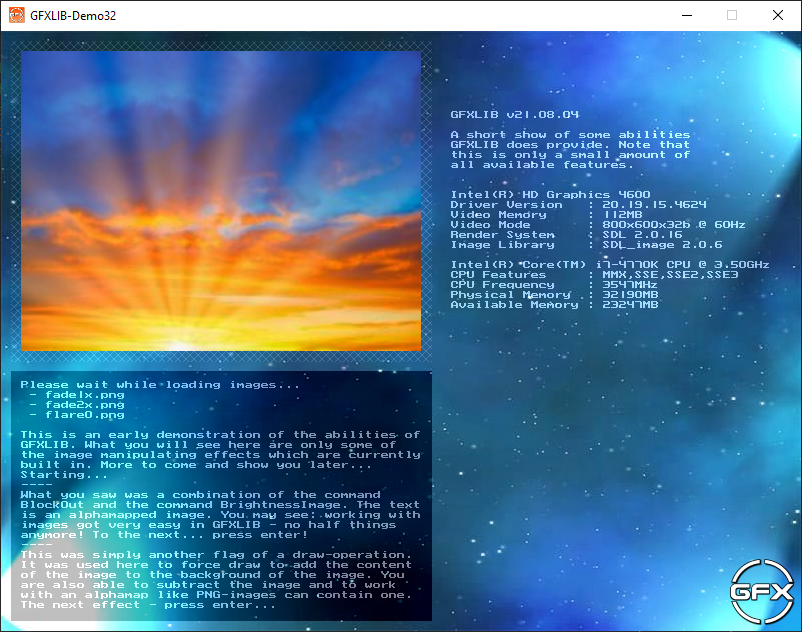 GFXLIB-Demo32
GFXLIB v21.08.04
A short show of some abilities
GFXLIB does provide. Note that
this is only a small amount of
all available features.
Intel(R) HD Graphics 4600
Driver Version : 20.19.15.4624
Video Memory : 112MB
Video Mode : 800x600x32b @ 60Hz
Render System : SDL 2.0.16
Image Library : SDL_image 2.0.6
Intel(R) Core(TM) i7-4770K CPU @ 3.50GHz
CPU Features : MMX,SSE,SSE2,SSE3
CPU Frequency : 3547MHz
Physical Memory : 32190MB
Available Memory : 23247MB
Please wait while loading images...
- fade1x.png
- fade2x.png
- flare0.png
This is an early demonstration of the abilities of
GFXLIB. What you will see here are only some of
the image manipulating effects which are currently
built in. More to come and show you later...
Starting...
----
What you saw was a combination of the command
BlockOut and the command BrightnessImage. The text
is an alphamapped image. You may see, working with
images got very easy in GFXLIB - no half things
anymore! To the next... press enter!
----
This was simply another flag of a draw-operation.
It was used here to force draw to add the content
of the image to the background of the image. You
are also able to subtract the image and to work
with an alphamap like PNG-images can contain one.
The next effect - press enter...
GFX